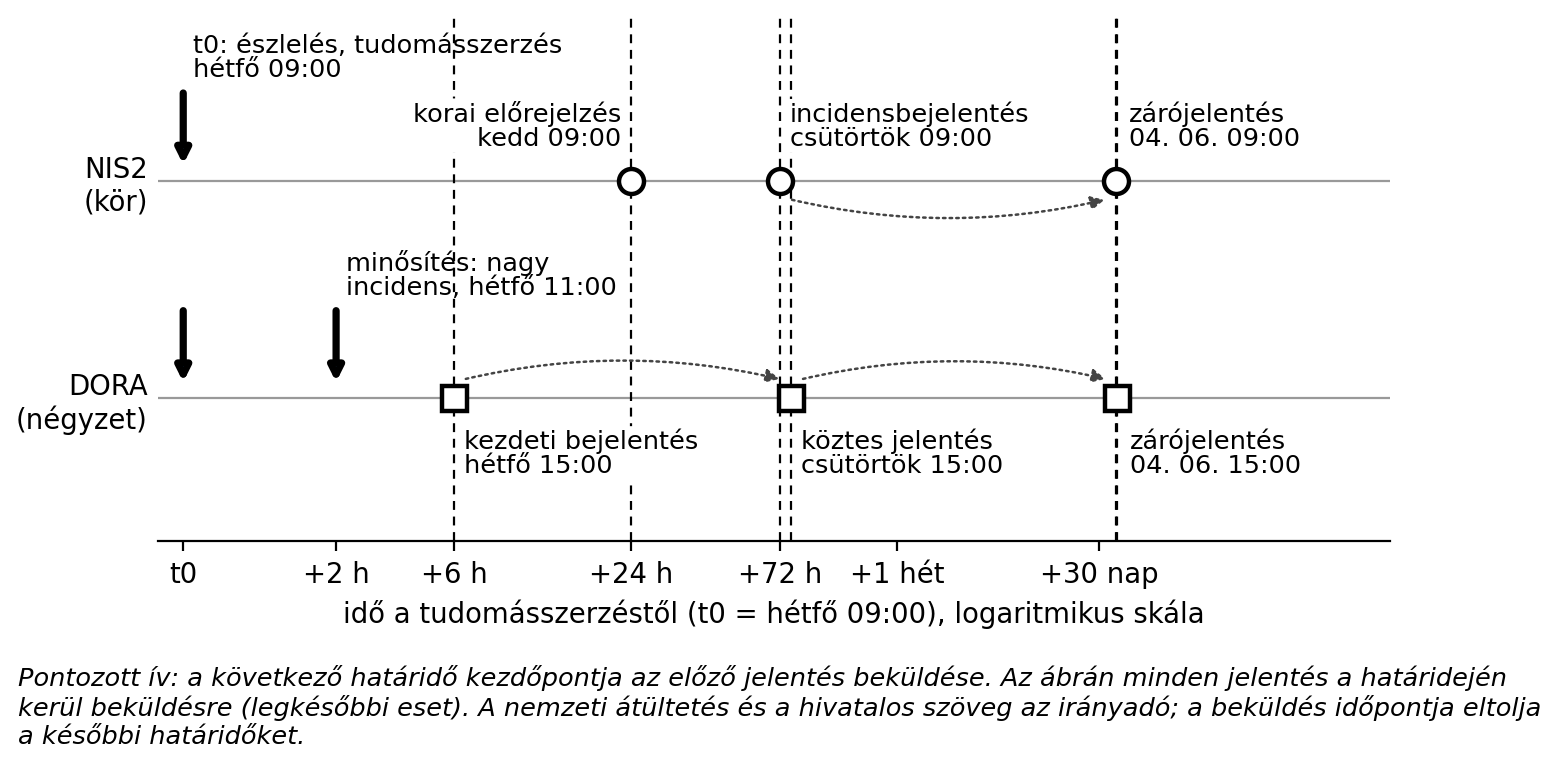 t0: észlelés, tudomásszerzés
hétfő 09:00
korai előrejelzés
kedd 09:00
incidensbejelentés
csütörtök 09:00
zárójelentés
04. 06. 09:00
NIS2
(kör)
minősítés: nagy
incidens, hétfő 11:00
DORA
(négyzet)
kezdeti bejelentés
hétfő 15:00
köztes jelentés
csütörtök 15:00
zárójelentés
04. 06. 15:00
t0
+2 h
+6 h
+24 h
+72 h
+1 hét
+30 nap
idő a tudomásszerzéstől (t0 = hétfő 09:00), logaritmikus skála
Pontozott ív: a következő határidő kezdőpontja az előző jelentés beküldése. Az ábrán minden jelentés a határidején
kerül beküldésre (legkésőbbi eset). A nemzeti átültetés és a hivatalos szöveg az irányadó; a beküldés időpontja eltolja
a későbbi határidőket.